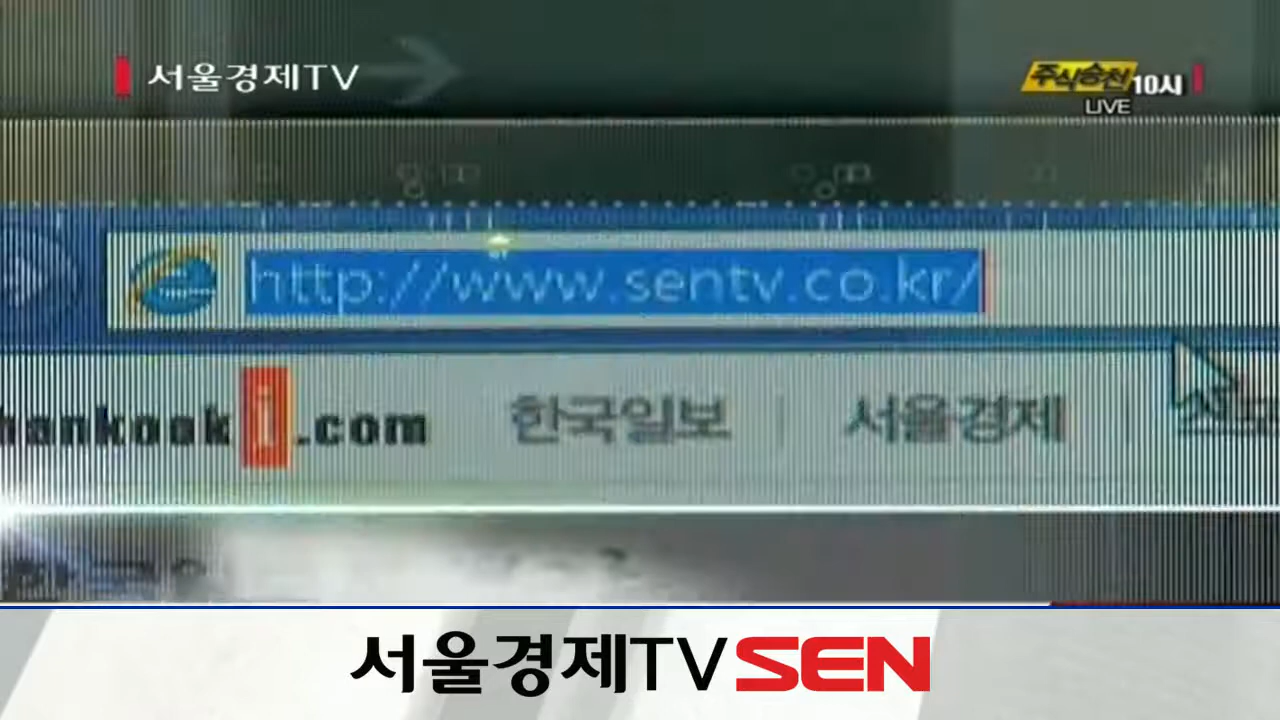 서울경제TV
주식승전 10시
LIVE
http://www.sentv.co.kr/
hankooki.com 한국일보 서울경제
서울경제TV SEN